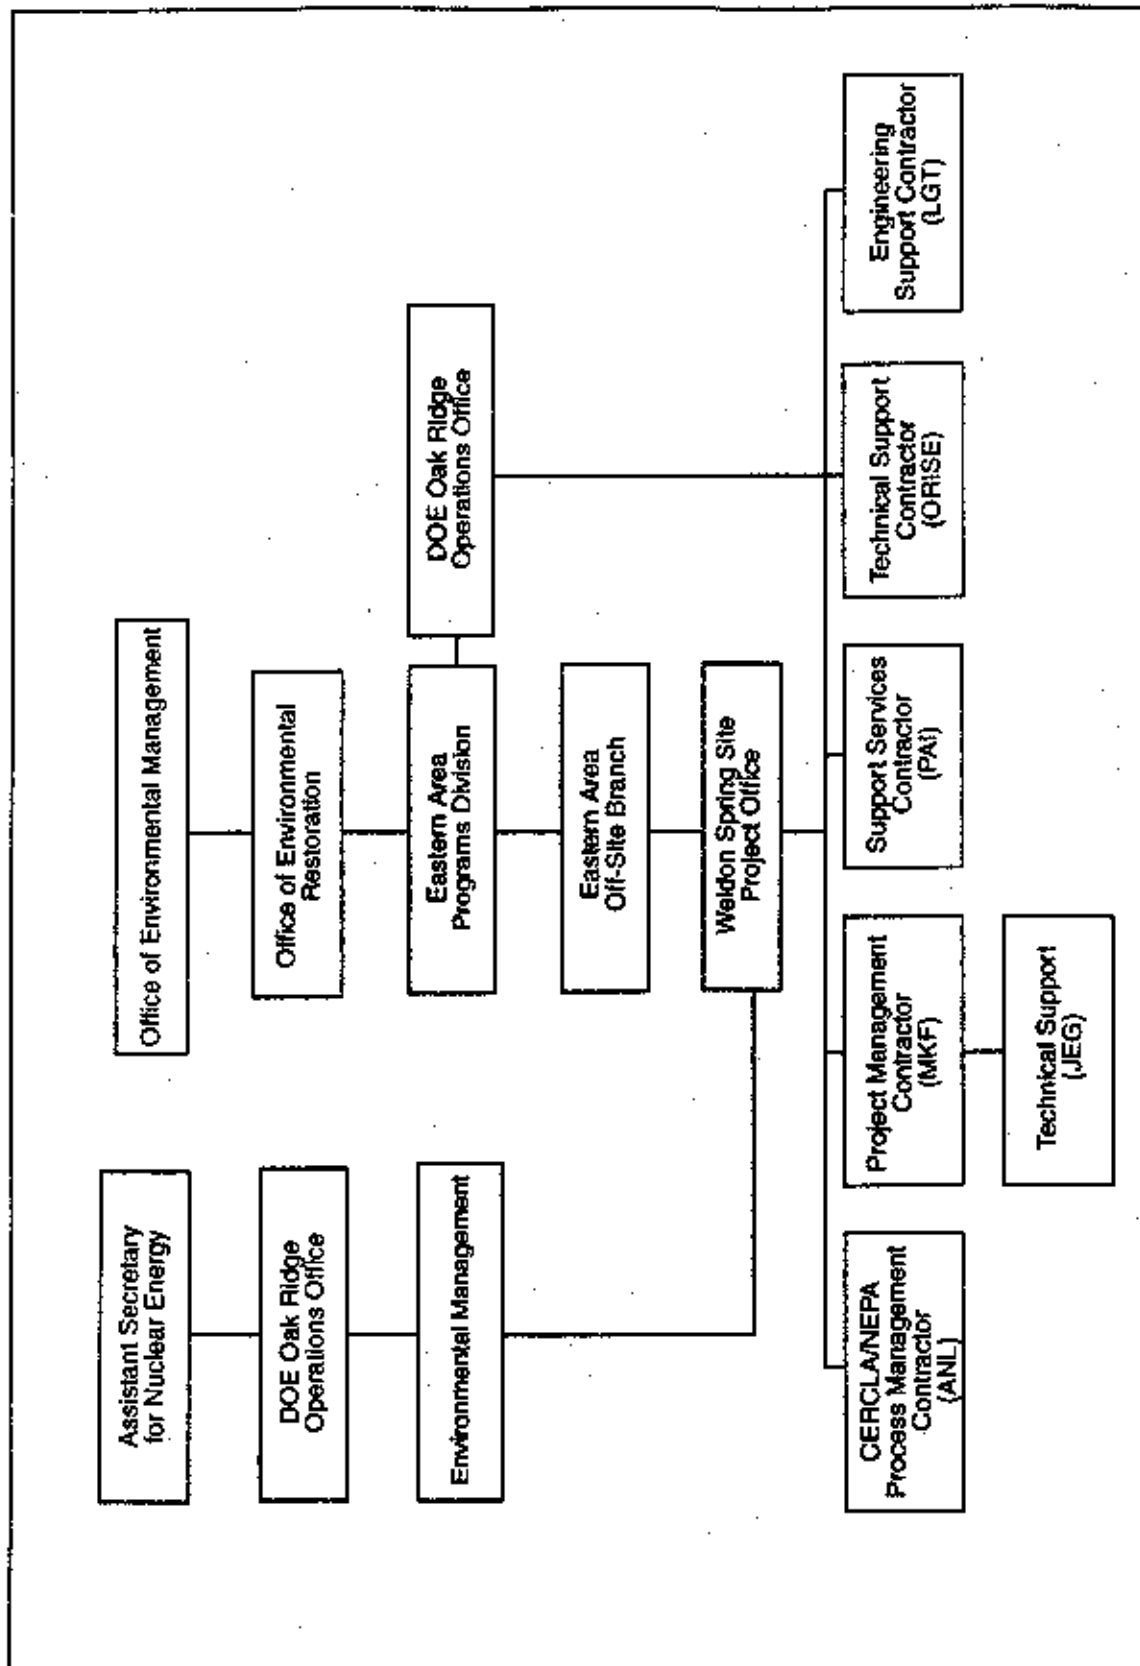 Assistant Secretary
for Nuclear Energy
Office of Environmental Management
DOE Oak Ridge
Operations Office
Office of Environmental
Restoration
Environmental Management
Eastern Area
Programs Division
DOE Oak Ridge
Operations Office
Eastern Area
Off-Site Branch
Weldon Spring Site
Project Office
CERCLA/NEPA
Process Management
Contractor
(ANL)
Project Management
Contractor
(MKF)
Support Services
Contractor
(PAI)
Technical Support
Contractor
(ORISE)
Engineering
Support Contractor
(LGT)
Technical Support
(JEG)